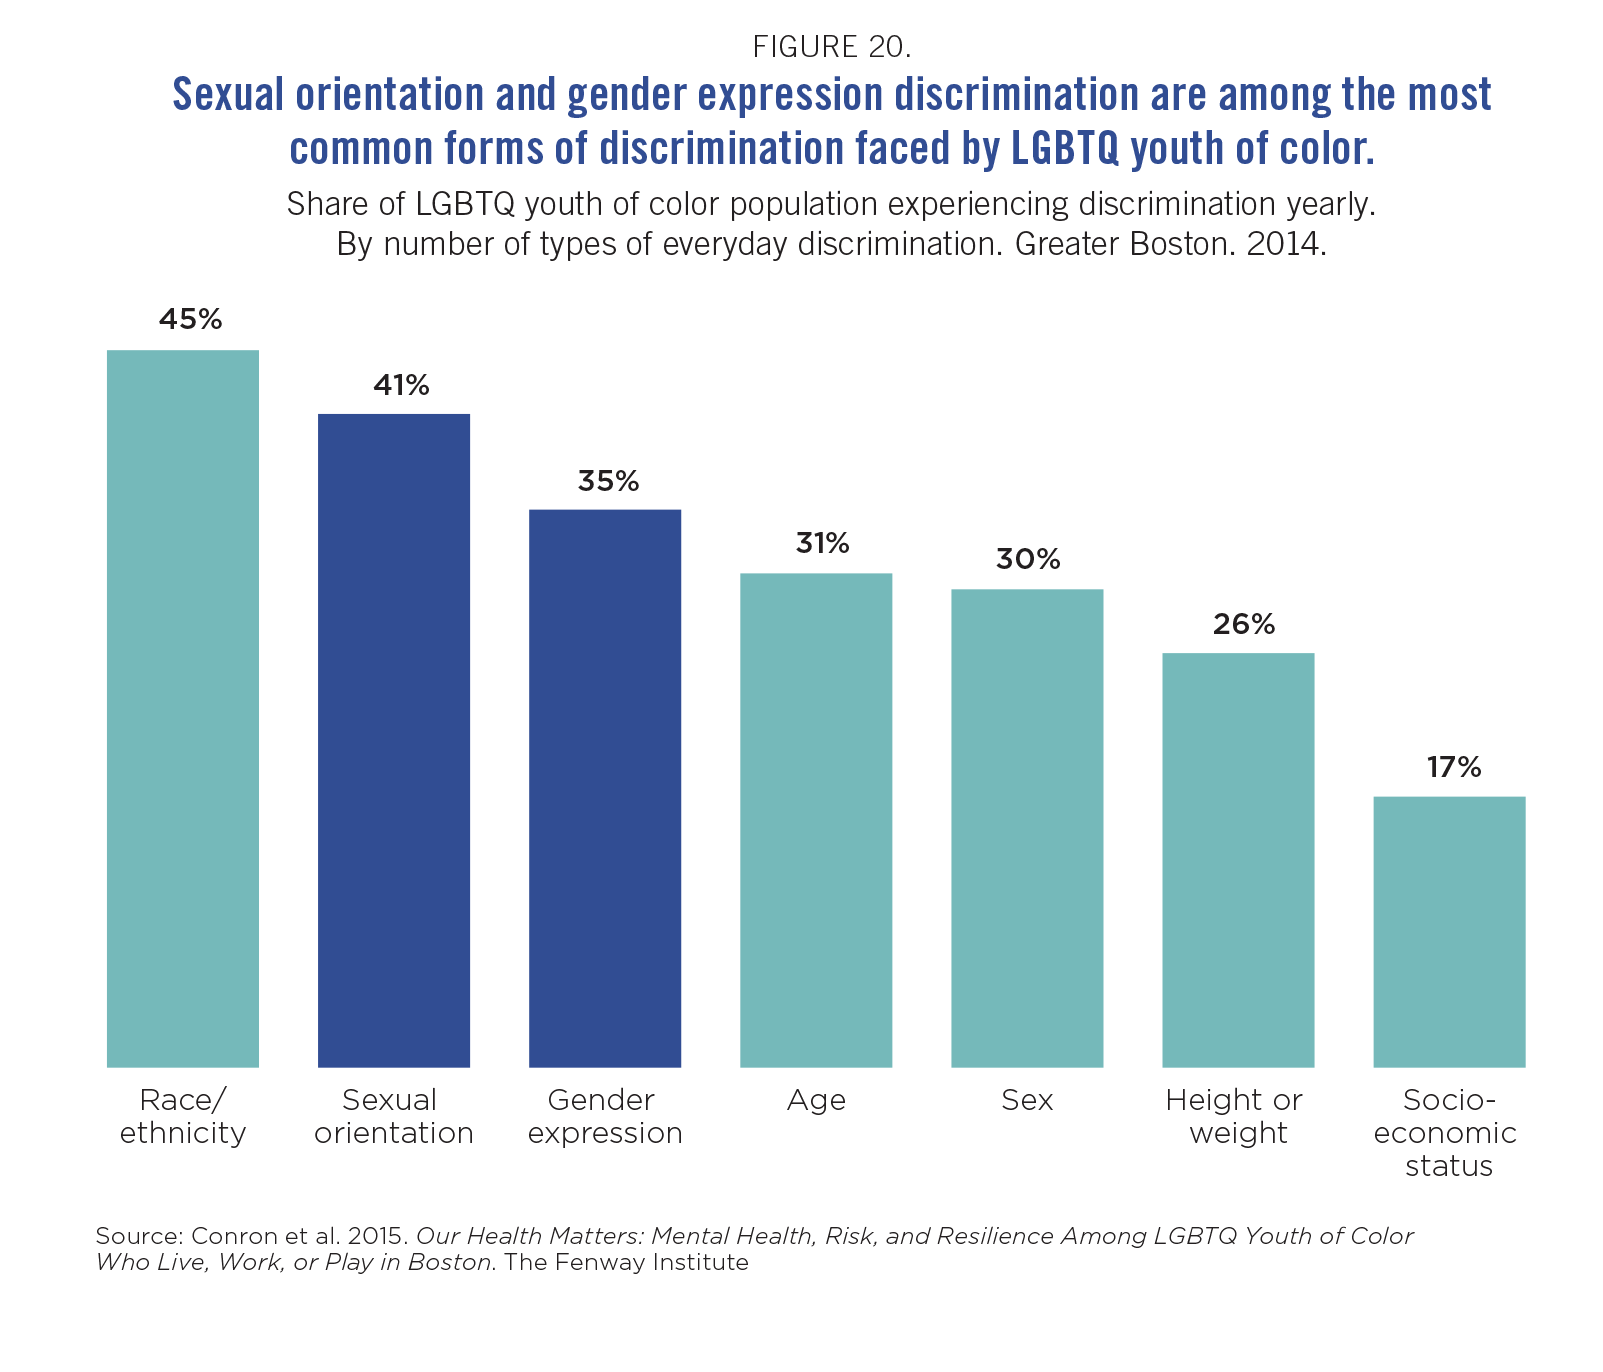 FIGURE 20.
Sexual orientation and gender expression discrimination are among the most
common forms of discrimination faced by LGBTQ youth of color.
Share of LGBTQ youth of color population experiencing discrimination yearly.
By number of types of everyday discrimination. Greater Boston. 2014.
45%
41%
35%
31%
30%
26%
17%
Race/
ethnicity
Sexual
orientation
Gender
expression
Age
Sex
Height or
weight
Socio-
economic
status
Source: Conron et al. 2015. Our Health Matters: Mental Health, Risk, and Resilience Among LGBTQ Youth of Color
Who Live, Work, or Play in Boston. The Fenway Institute